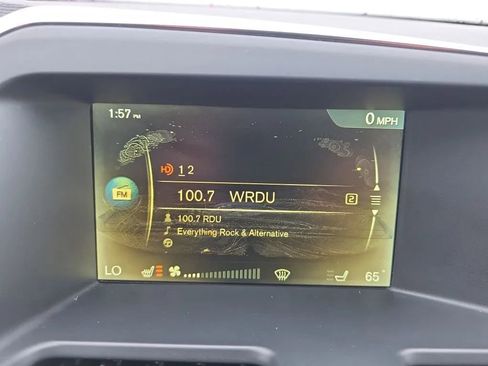 1:57 PM
0 MPH
HD 1 2
FM
100.7 WRDU
2
100.7 RDU
Everything Rock & Alternative
LO
65°